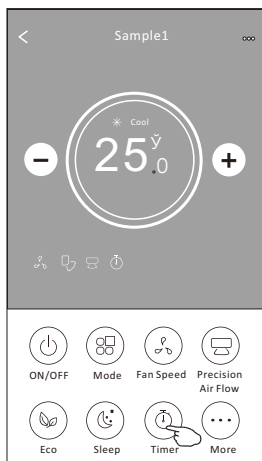 Sample1
Cool
25.0 ў
ON/OFF
Mode
Fan Speed
Precision
Air Flow
Eco
Sleep
Timer
More